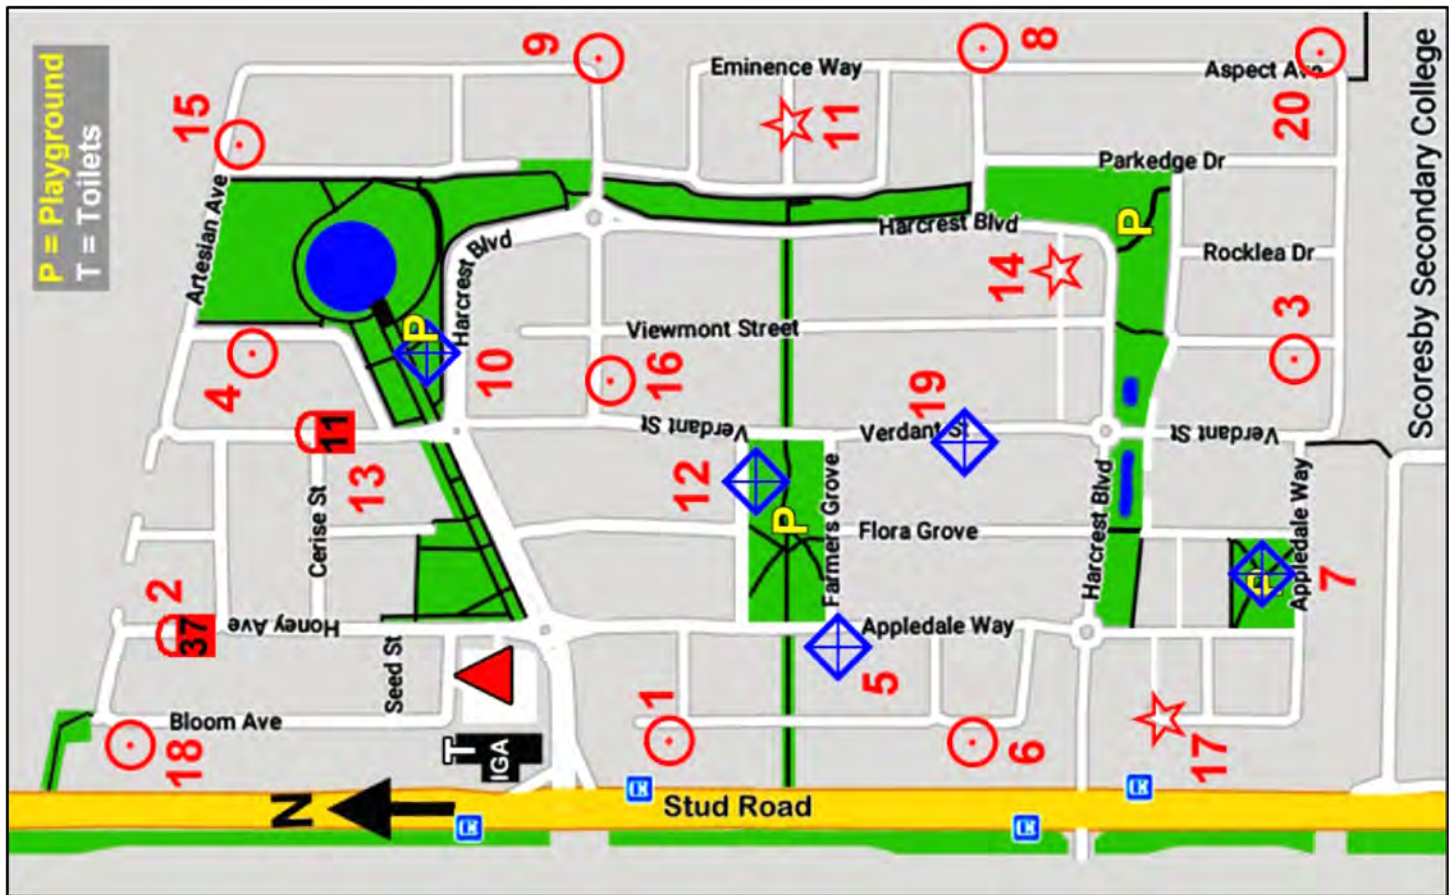 P = Playground
T = Toilets
15
9
8
20
Eminence Way
Aspect Ave
11
Parkedge Dr
Artesian Ave
P
Harcrest Blvd
Harcrest Blvd
14
Rocklea Dr
P
Viewmont Street
3
4
10
16
19
Verdant St
Verdant St
Verdant St
11
13
12
Farmers Grove
P
Flora Grove
Harcrest Blvd
Appledale Way
P
7
Cerise St
2
37
Honey Ave
Seed St
Appledale Way
5
1
Bloom Ave
18
T
IGA
6
17
N
Stud Road
Scoresby Secondary College